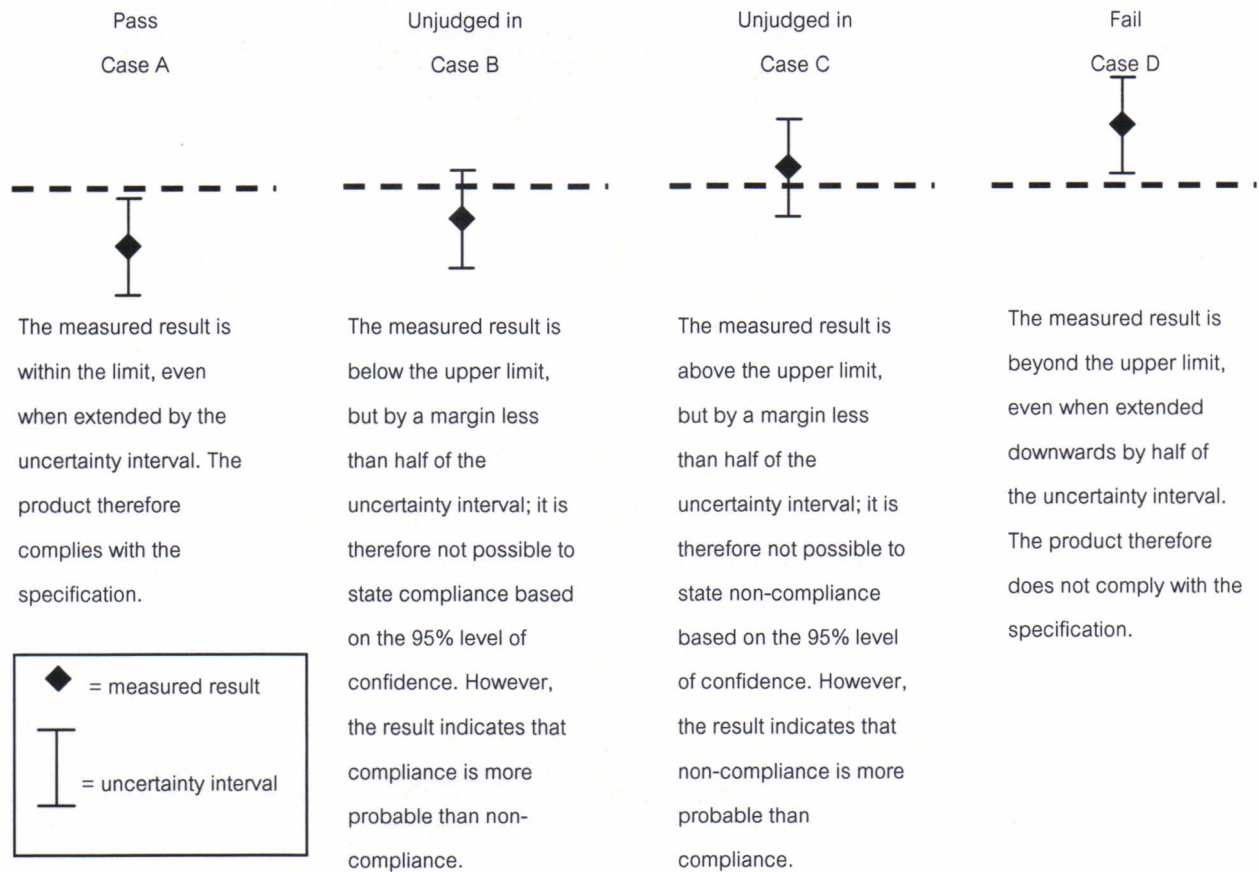 Pass
Case A
Unjudged in
Case B
Unjudged in
Case C
Fail
Case D
The measured result is
within the limit, even
when extended by the
uncertainty interval. The
product therefore
complies with the
specification.
The measured result is
below the upper limit,
but by a margin less
than half of the
uncertainty interval; it is
therefore not possible to
state compliance based
on the 95% level of
confidence. However,
the result indicates that
compliance is more
probable than non-
compliance.
The measured result is
above the upper limit,
but by a margin less
than half of the
uncertainty interval; it is
therefore not possible to
state non-compliance
based on the 95% level
of confidence. However,
the result indicates that
non-compliance is more
probable than
compliance.
The measured result is
beyond the upper limit,
even when extended
downwards by half of
the uncertainty interval.
The product therefore
does not comply with the
specification.
= measured result
= uncertainty interval